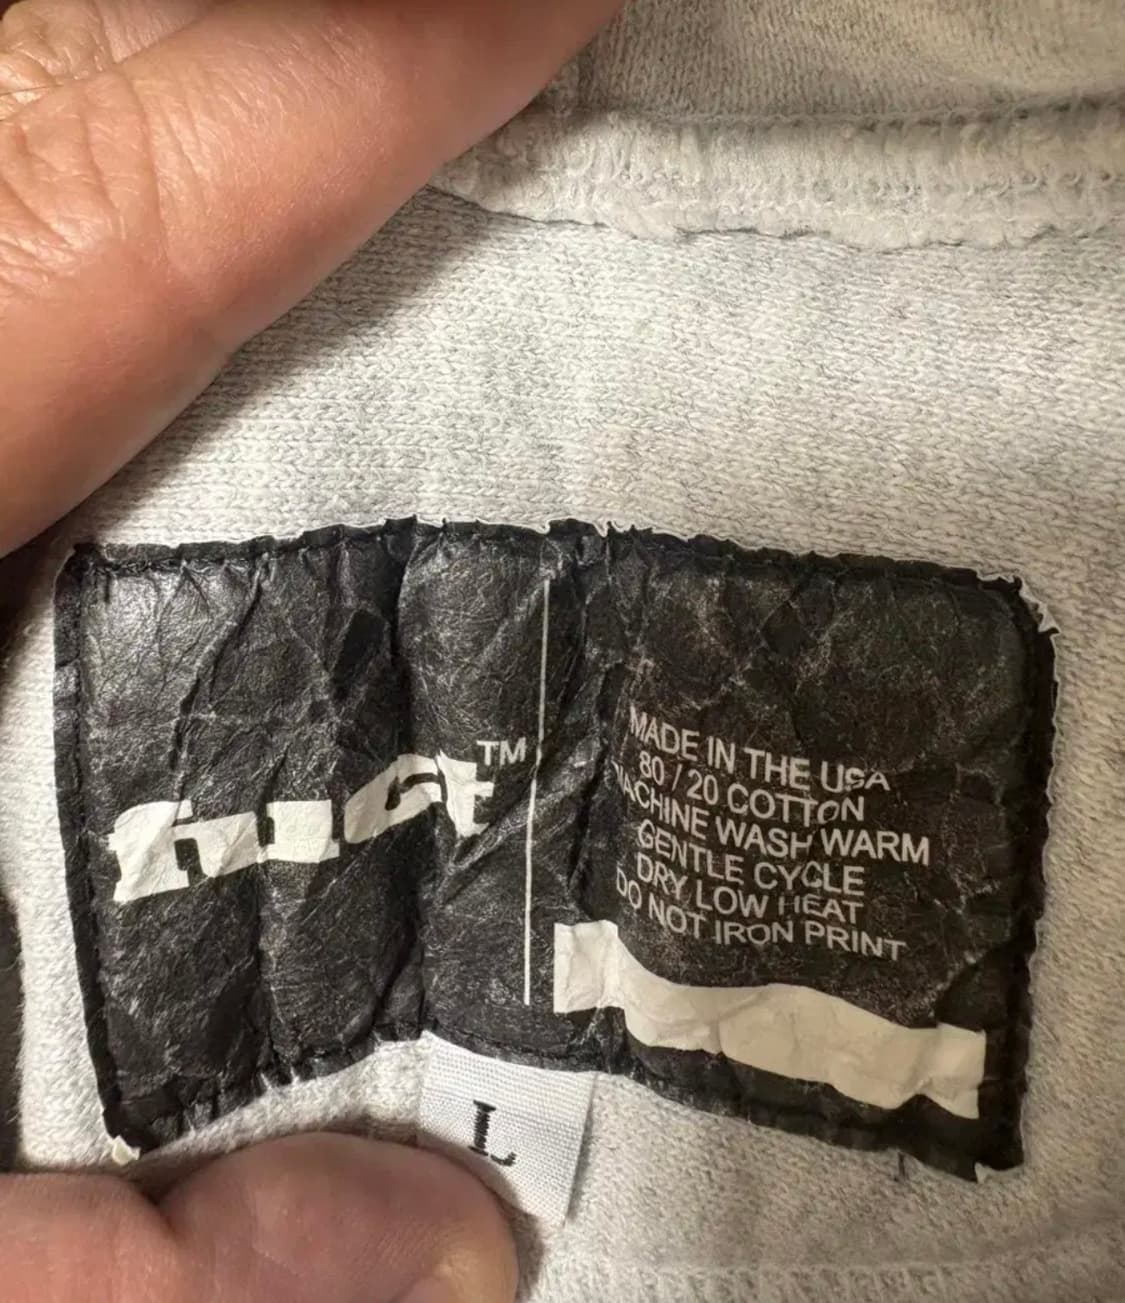 fuct™
MADE IN THE USA
80 / 20 COTTON
MACHINE WASH WARM
GENTLE CYCLE
DRY LOW HEAT
DO NOT IRON PRINT
L